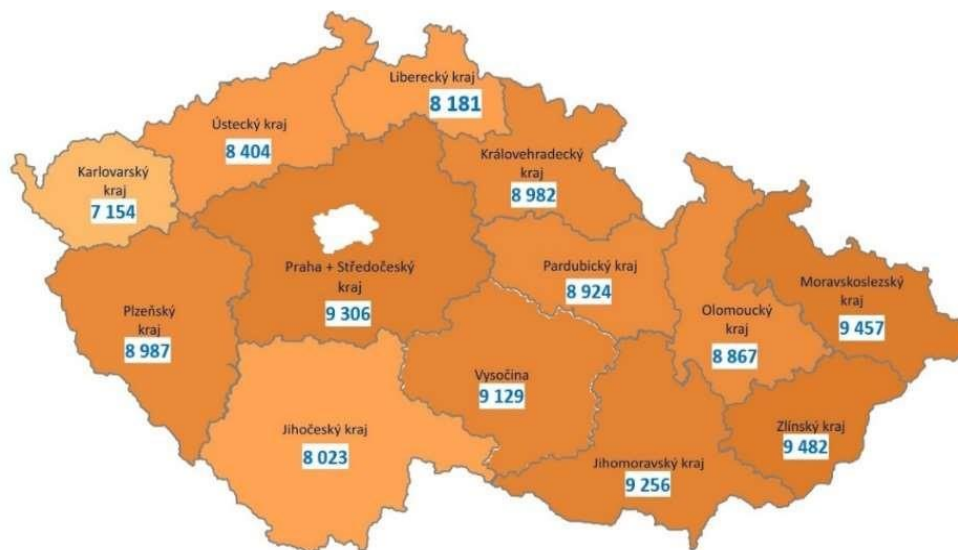 Liberecký kraj
8 181
Ústecký kraj
8 404
Královehradecký
kraj
8 982
Karlovarský
kraj
7 154
Praha + Středočeský
kraj
9 306
Pardubický kraj
8 924
Moravskoslezský
kraj
9 457
Plzeňský
kraj
8 987
Olomoucký
kraj
8 867
Vysočina
9 129
Jihočeský kraj
8 023
Zlínský kraj
9 482
Jihomoravský kraj
9 256